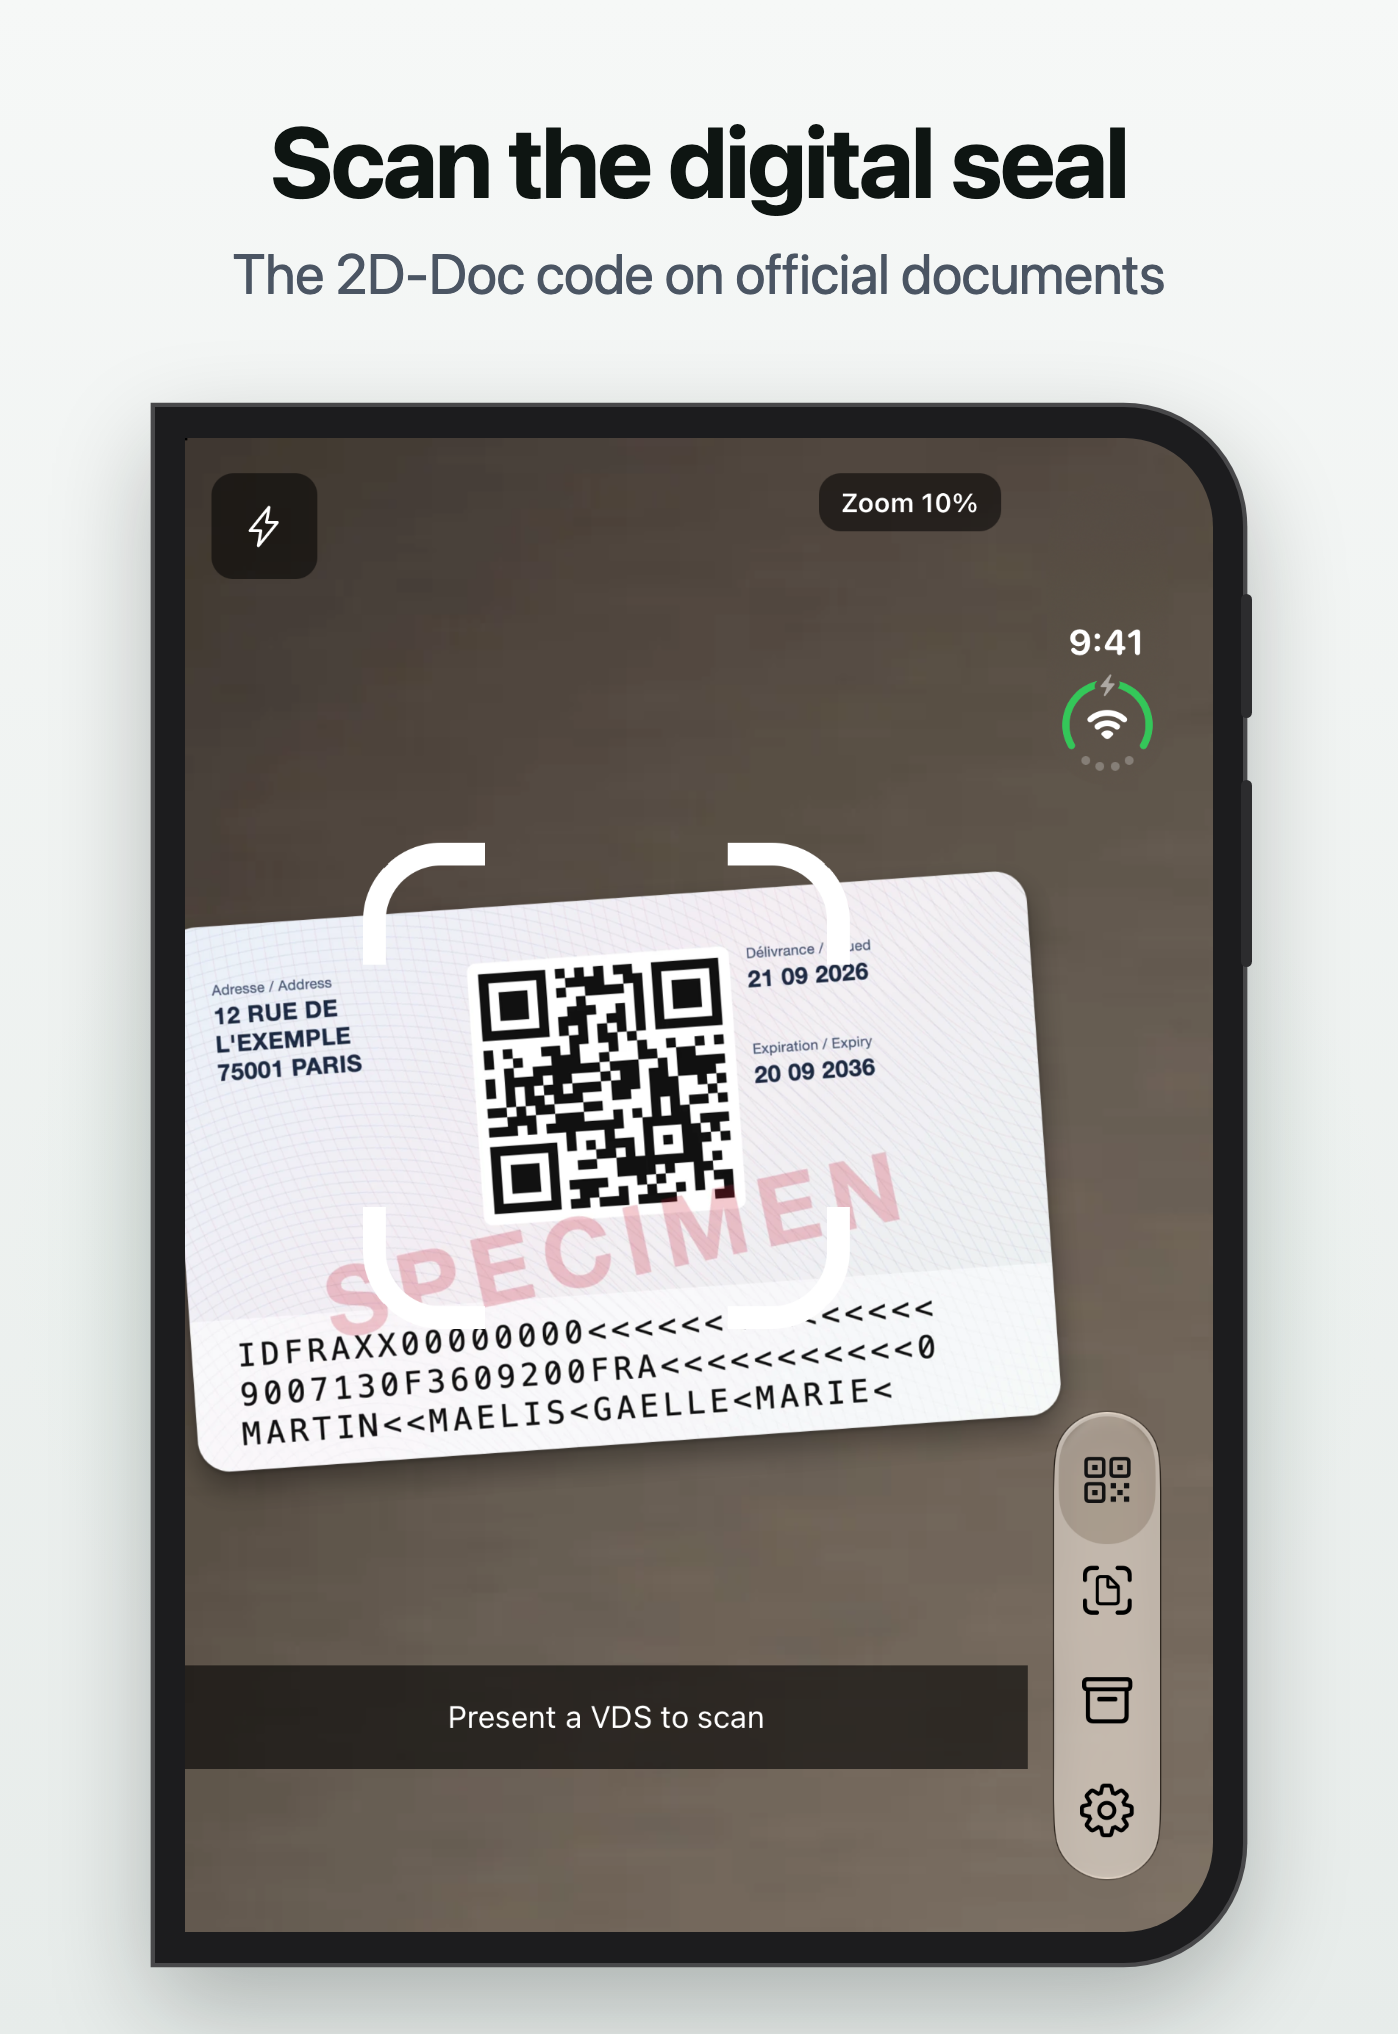 Scan the digital seal
The 2D-Doc code on official documents
Zoom 10%
9:41
Adresse / Address
12 RUE DE
L'EXEMPLE
75001 PARIS
Délivrance /
21 09 2026
Expiration / Expiry
20 09 2036
SPECIMEN
IDFRAXX00000000<<<<<< <<<<<<
9007130F3609200FRA<<<<<<<<<<<0
MARTIN<<MAELIS<GAELLE<MARIE<
Present a VDS to scan